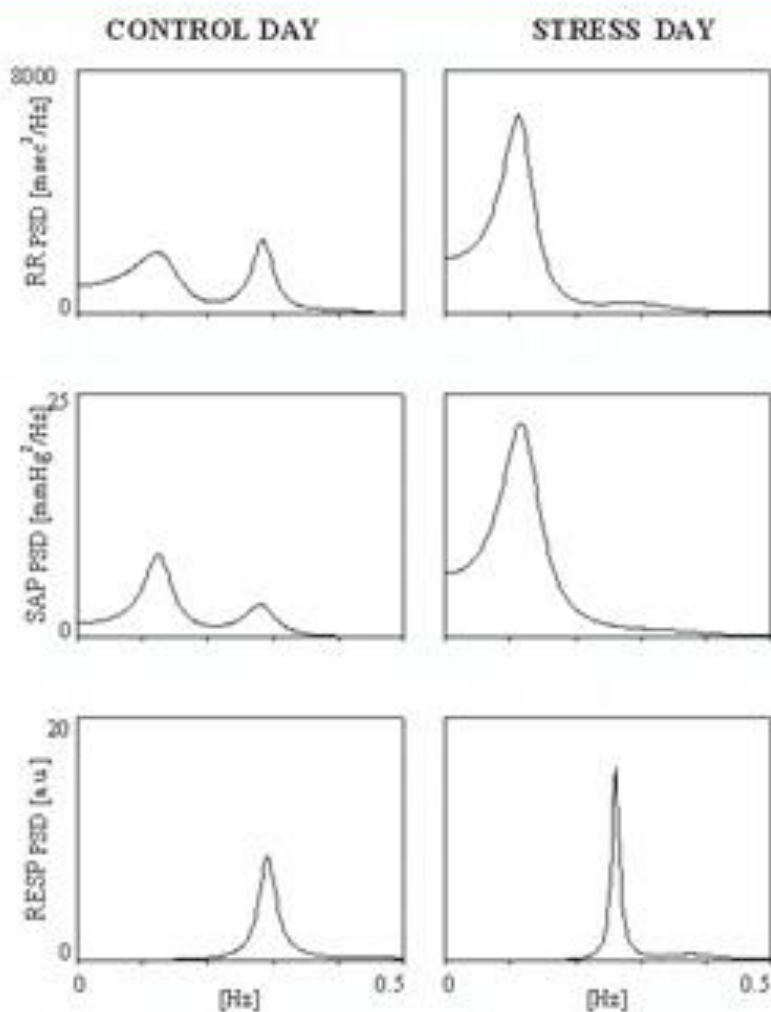 CONTROL DAY
STRESS DAY
8000
RR PSD [msec²/Hz]
0
25
SAP PSD [mmHg²/Hz]
0
20
RESP PSD [a.u]
0
0
[Hz]
0.5
0
[Hz]
0.5